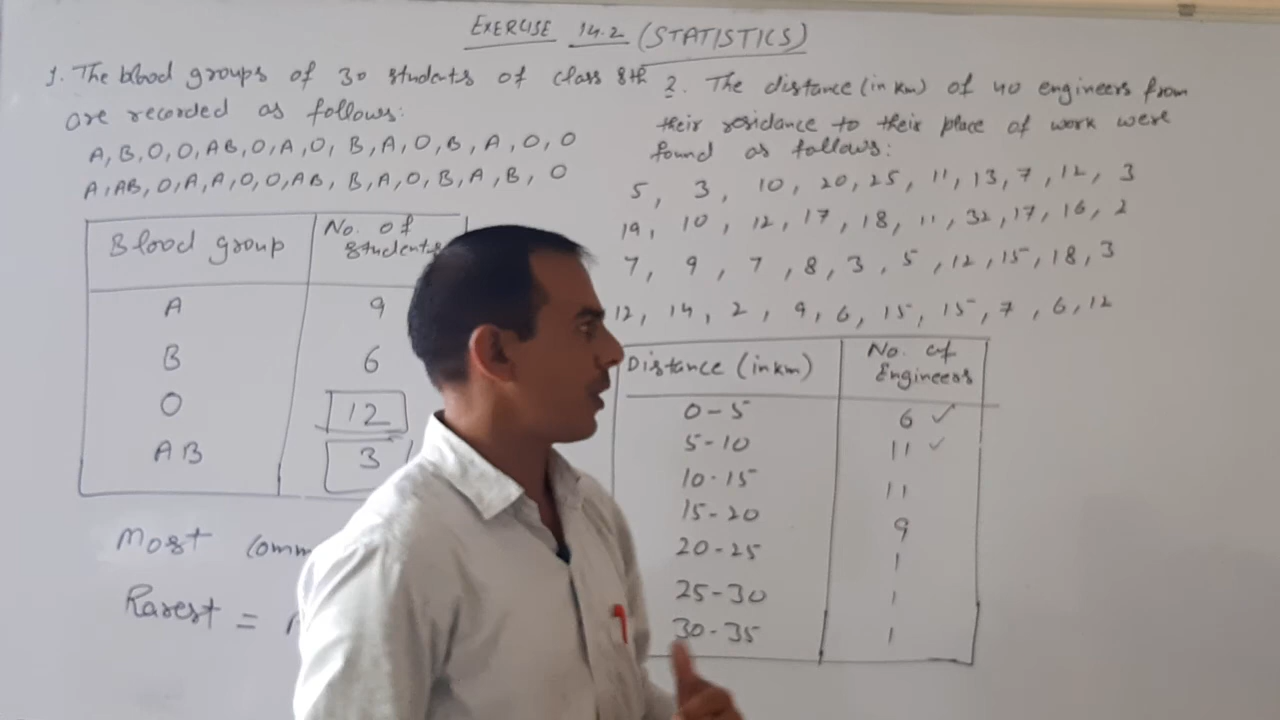 EXERCISE 14.2 (STATISTICS)
1. The blood groups of 30 students of class 8th
are recorded as follows:
A, B, O, O, AB, O, A, O, B, A, O, B, A, O, O
A, AB, O, A, A, O, O, AB, B, A, O, B, A, B, O
Blood group No. of students
A 9
B 6
O 12
AB 3
Most
Rarest =
2. The distance (in km) of 40 engineers from
their residance to their place of work were
found as follows:
5, 3, 10, 20, 25, 11, 13, 7, 12, 3
19, 10, 12, 17, 18, 11, 32, 17, 16, 2
7, 9, 7, 8, 3, 5, 12, 15, 18, 3
12, 14, 2, 9, 6, 15, 15, 7, 6, 12
Distance (in km) No. of Engineers
0-5 6 ✓
5-10 11 ✓
10-15 11
15-20 9
20-25 1
25-30 1
30-35 1